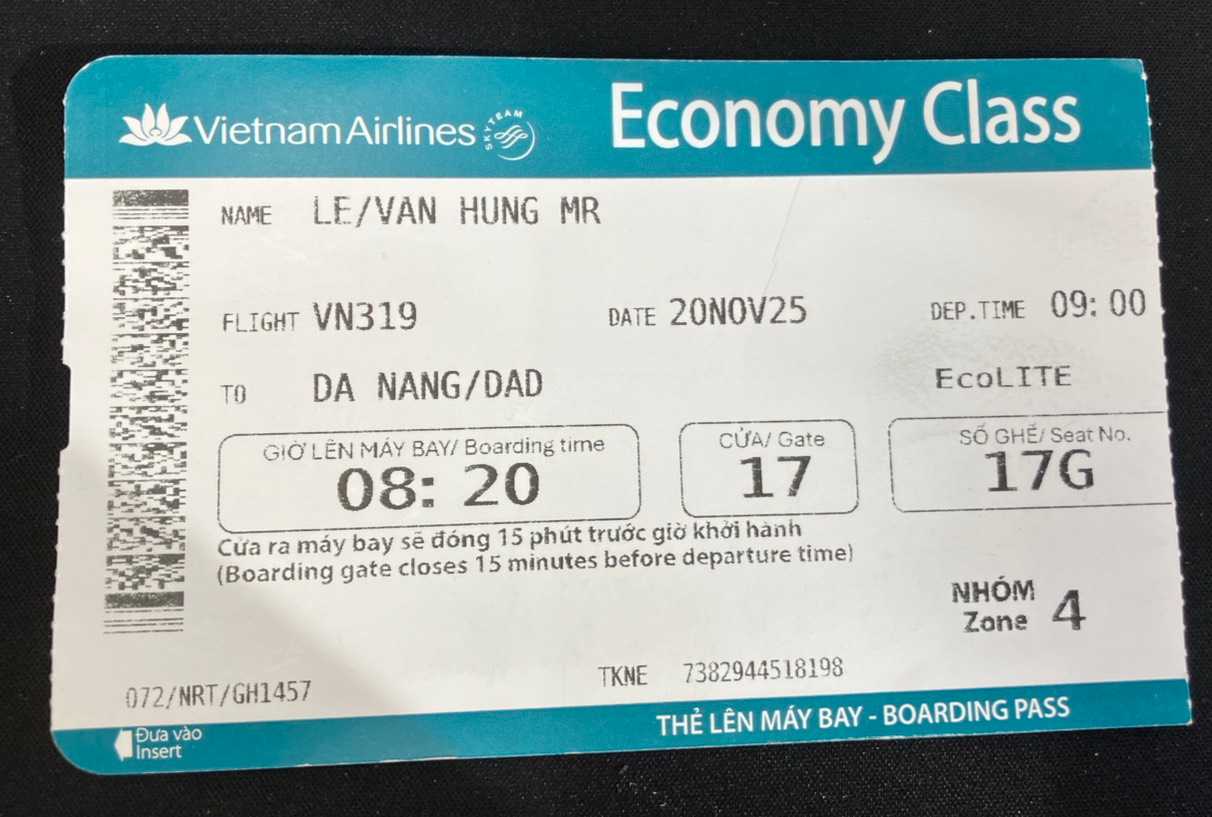 Vietnam Airlines SKYTEAM Economy Class
NAME LE/VAN HUNG MR
FLIGHT VN319 DATE 20NOV25 DEP.TIME 09: 00
TO DA NANG/DAD EcoLITE
GIỜ LÊN MÁY BAY/ Boarding time CỬA/ Gate SỐ GHẾ/ Seat No.
08: 20 17 17G
Cửa ra máy bay sẽ đóng 15 phút trước giờ khởi hành
(Boarding gate closes 15 minutes before departure time)
NHÓM
Zone 4
TKNE 7382944518198
072/NRT/GH1457
THẺ LÊN MÁY BAY - BOARDING PASS
Đưa vào
Insert